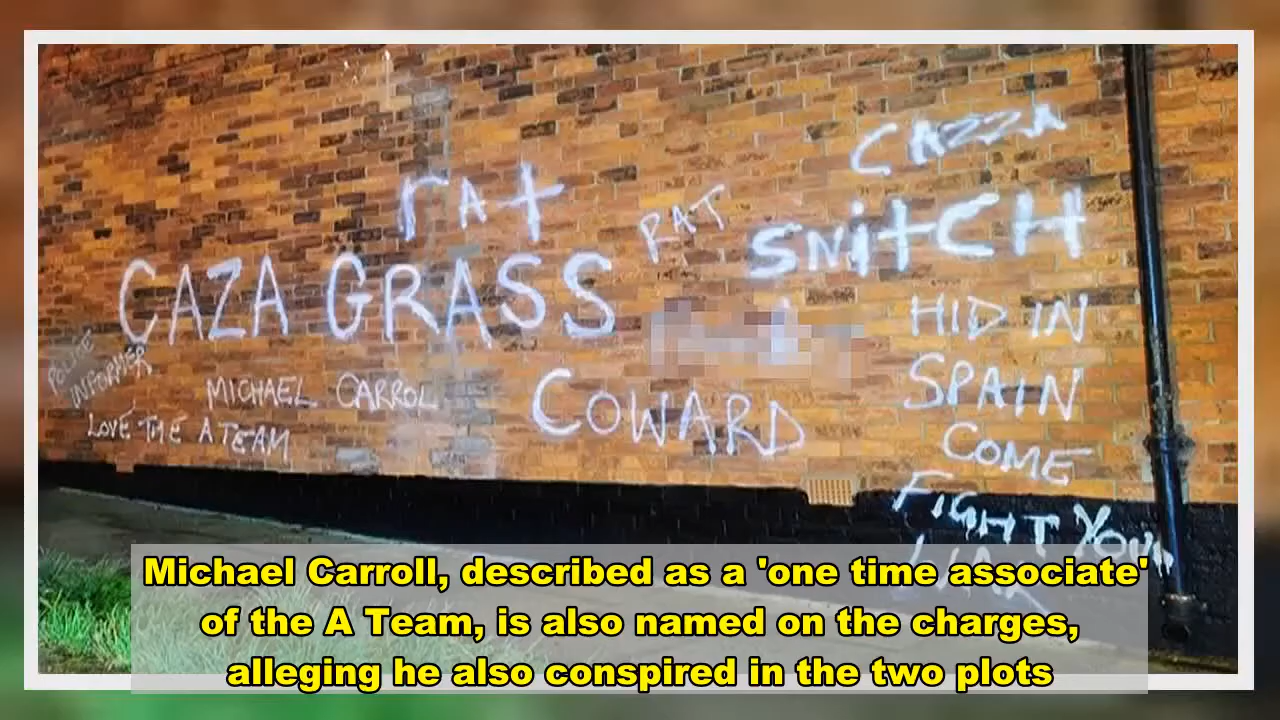 CAZZA
rAt
RAT
SNitCH
CAZA GRASS
HID IN
SPAIN
POLICE
INFORMER
MICHAEL CARROL
COWARD
LOVE THE A TEAM
COME
FIGHT YOU
Michael Carroll, described as a 'one time associate'
of the A Team, is also named on the charges,
alleging he also conspired in the two plots